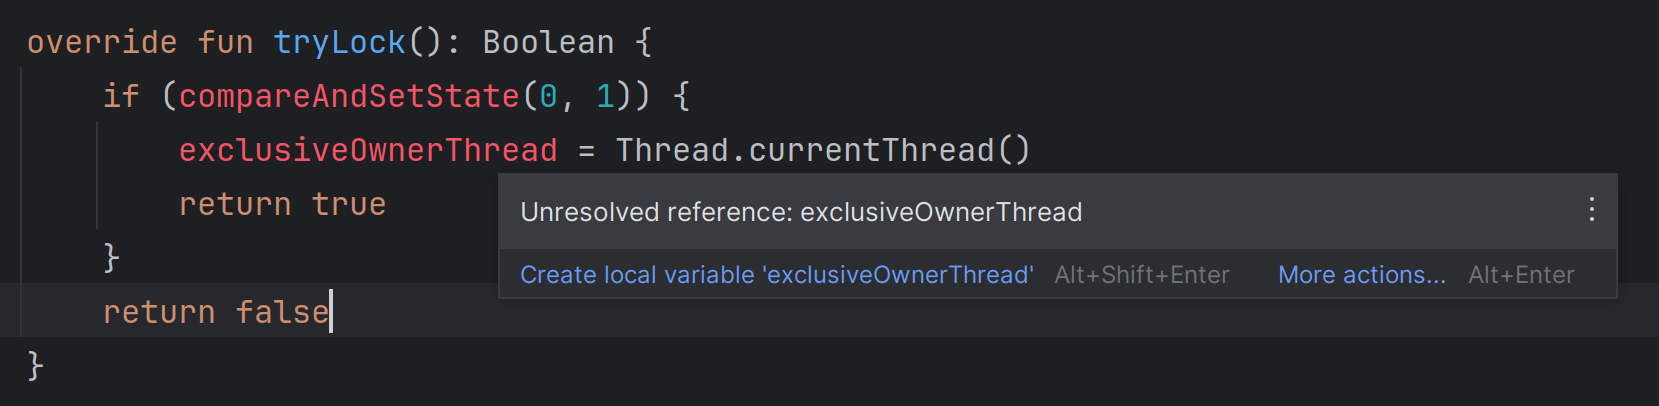 override fun tryLock(): Boolean {
if (compareAndSetState(0, 1)) {
exclusiveOwnerThread = Thread.currentThread()
return true
Unresolved reference: exclusiveOwnerThread
}
Create local variable 'exclusiveOwnerThread' Alt+Shift+Enter More actions... Alt+Enter
return false
}